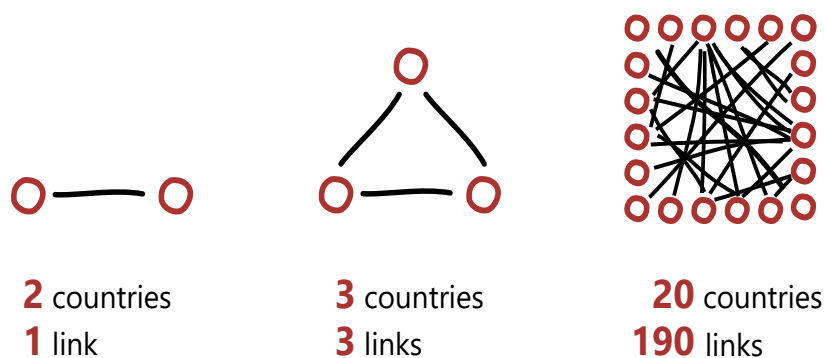 2 countries
1 link
3 countries
3 links
20 countries
190 links